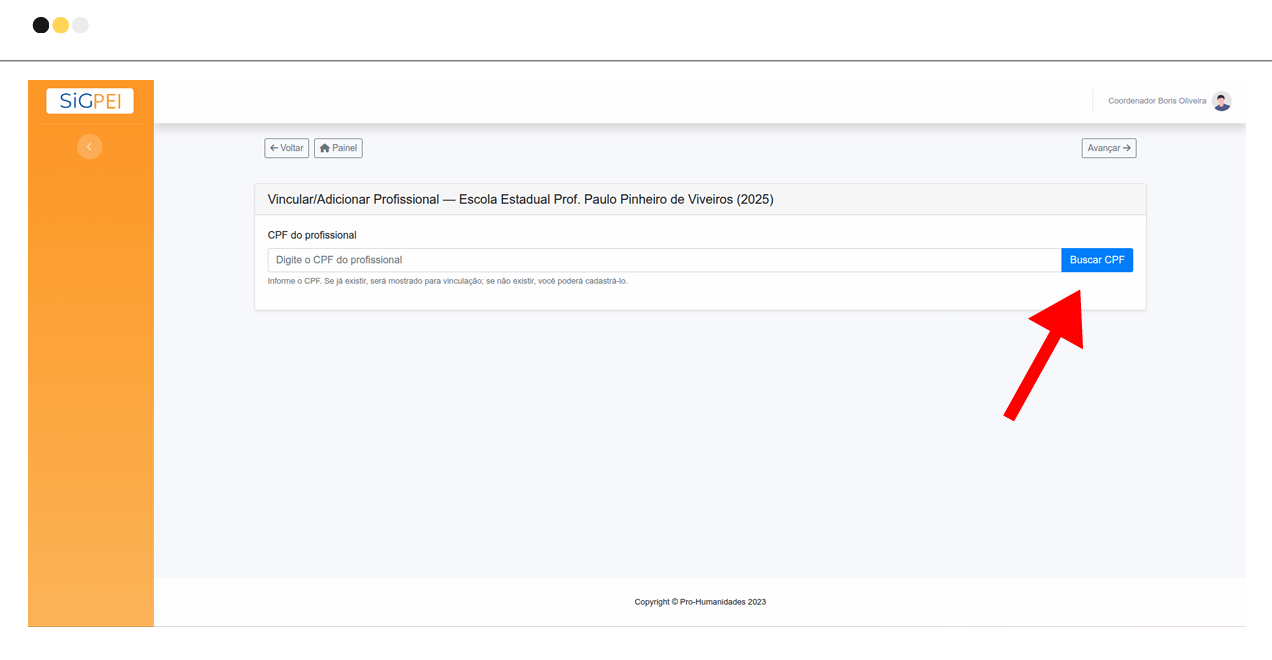 SiGPEI
Coordenador Boris Oliveira
Voltar
Painel
Avançar
Vincular/Adicionar Profissional — Escola Estadual Prof. Paulo Pinheiro de Viveiros (2025)
CPF do profissional
Digite o CPF do profissional
Buscar CPF
Informe o CPF. Se já existir, será mostrado para vinculação; se não existir, você poderá cadastrá-lo.
Copyright © Pro-Humanidades 2023